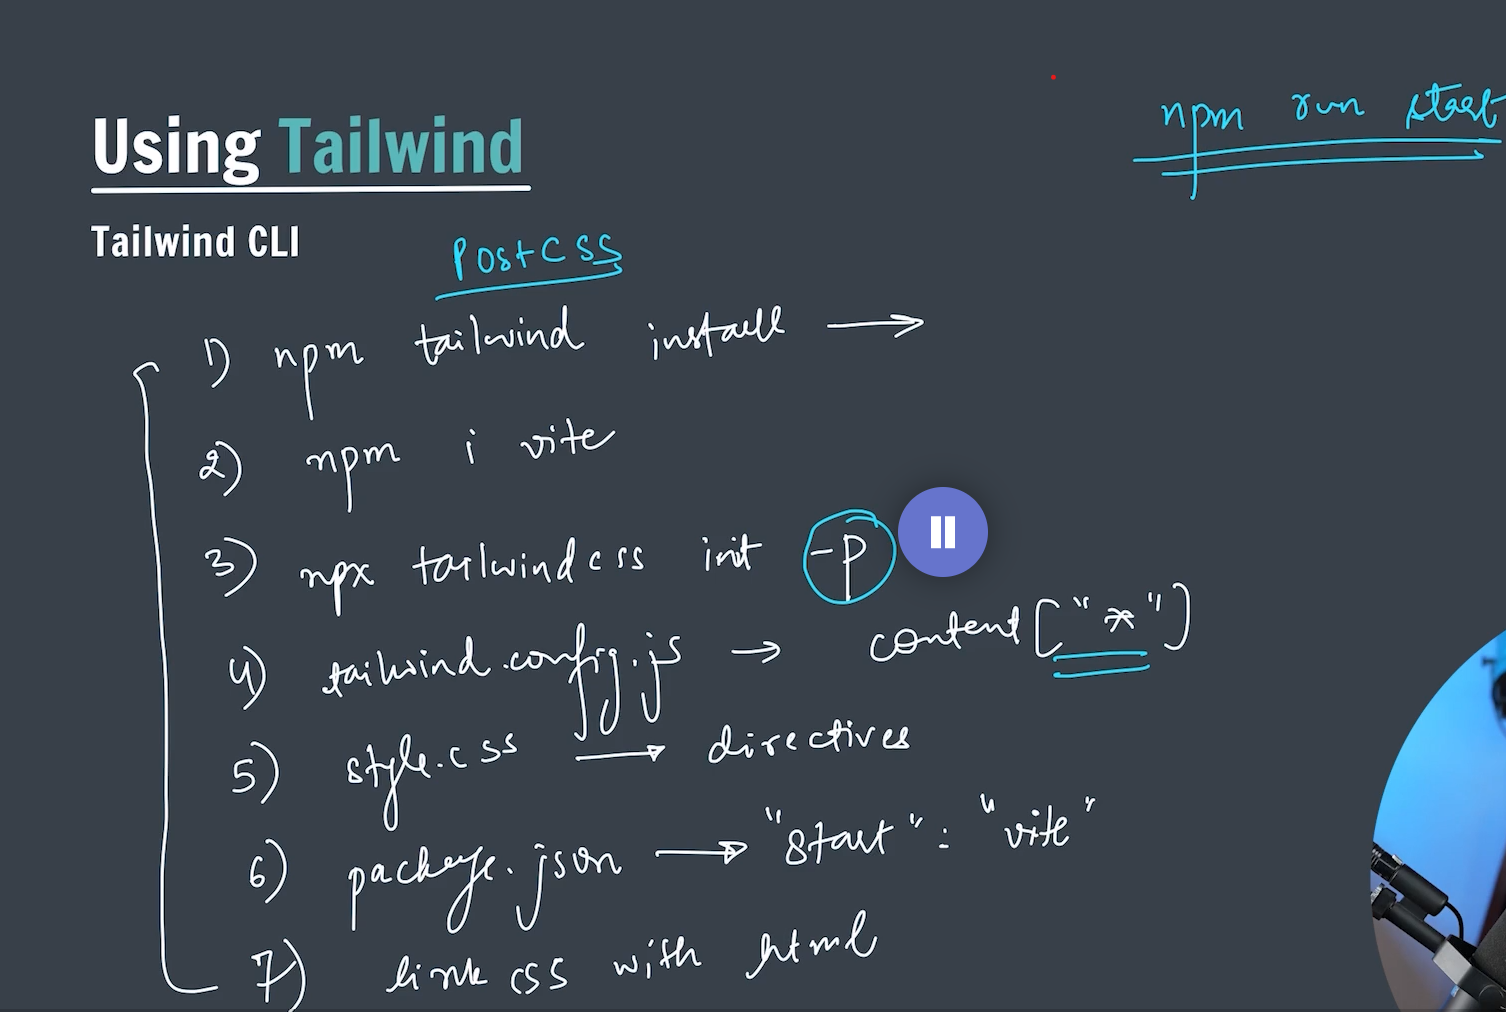 npm run start
Using Tailwind
Tailwind CLI
PostCSS
1) npm tailwind install →
2) npm i vite
3) npx tailwindcss init -p
4) tailwind.config.js → content["*"]
5) style.css → directives
6) package.json → "start" : "vite"
7) link css with html